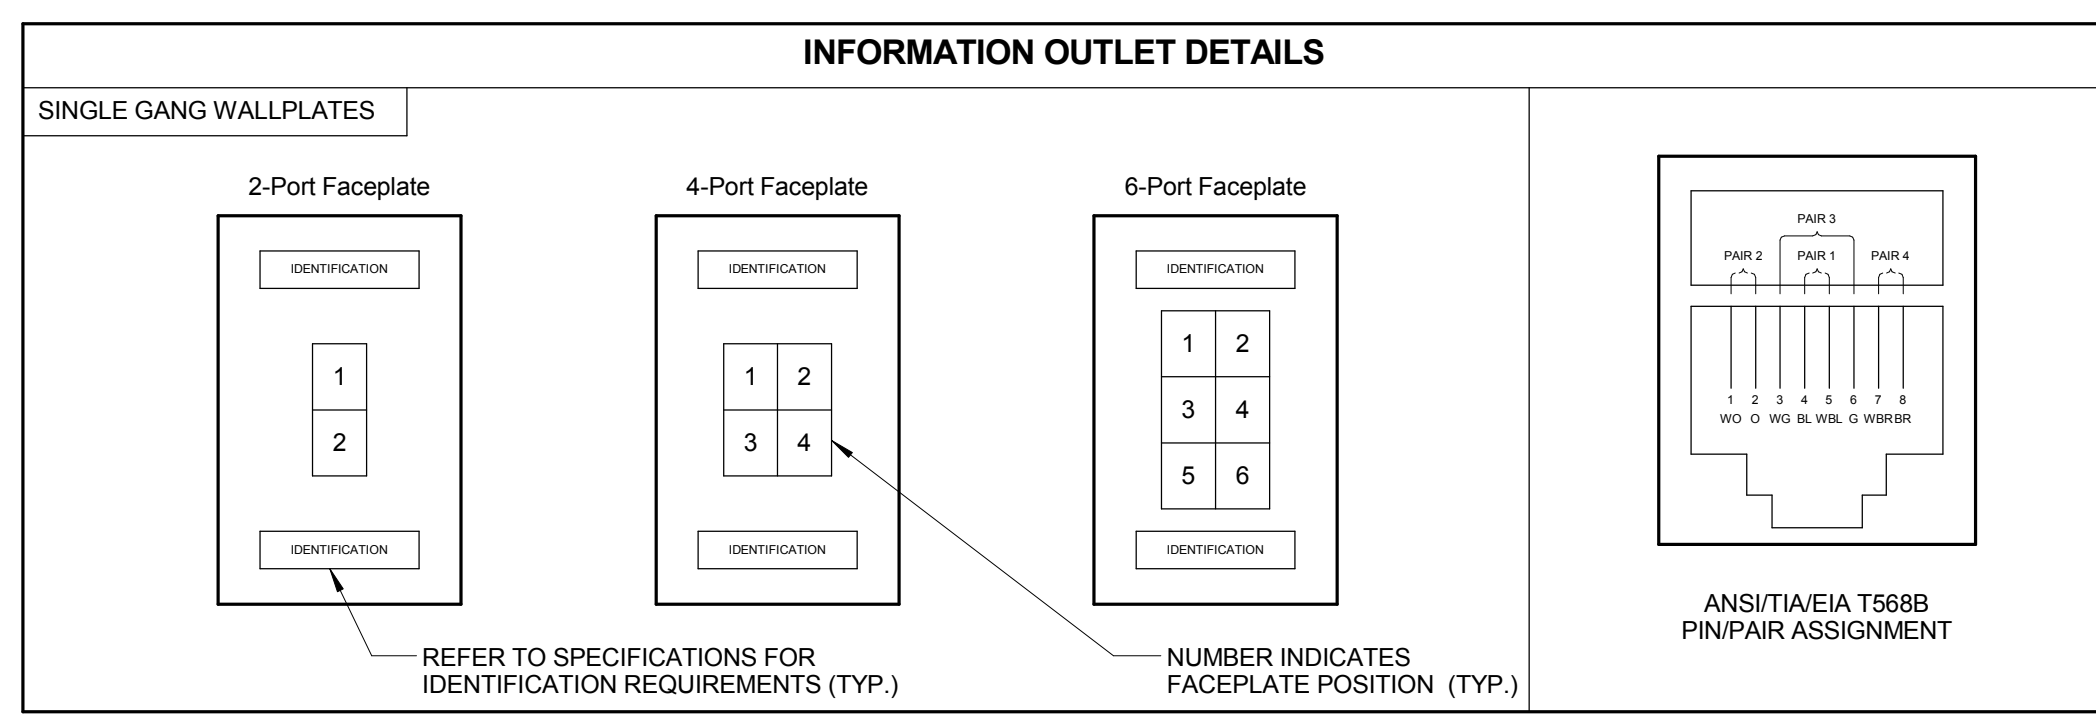 INFORMATION OUTLET DETAILS
SINGLE GANG WALLPLATES
2-Port Faceplate
IDENTIFICATION
1
2
IDENTIFICATION
REFER TO SPECIFICATIONS FOR
IDENTIFICATION REQUIREMENTS (TYP.)
4-Port Faceplate
IDENTIFICATION
1 2
3 4
IDENTIFICATION
6-Port Faceplate
IDENTIFICATION
1 2
3 4
5 6
IDENTIFICATION
NUMBER INDICATES
FACEPLATE POSITION (TYP.)
PAIR 3
PAIR 2 PAIR 1 PAIR 4
1 2 3 4 5 6 7 8
WO O WG BL WBL G WBR BR
ANSI/TIA/EIA T568B
PIN/PAIR ASSIGNMENT